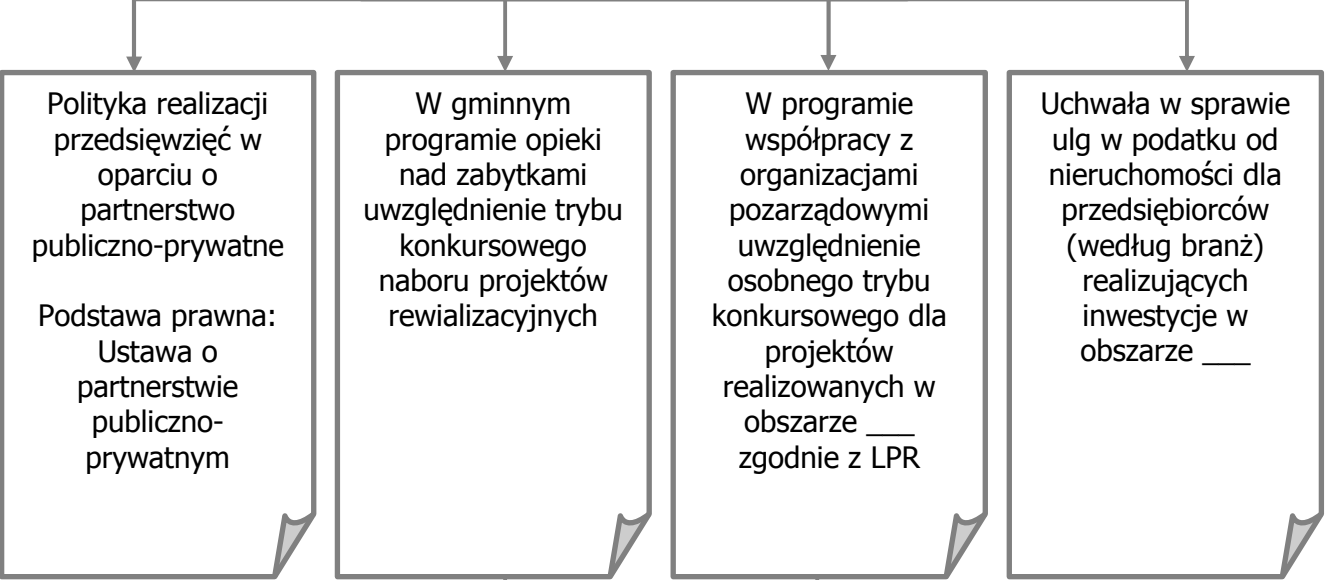 Polityka realizacji
przedsięwzięć w
oparciu o
partnerstwo
publiczno-prywatne
Podstawa prawna:
Ustawa o
partnerstwie
publiczno-
prywatnym
W gminnym
programie opieki
nad zabytkami
uwzględnienie trybu
konkursowego
naboru projektów
rewializacyjnych
W programie
współpracy z
organizacjami
pozarządowymi
uwzględnienie
osobnego trybu
konkursowego dla
projektów
realizowanych w
obszarze ___
zgodnie z LPR
Uchwała w sprawie
ulg w podatku od
nieruchomości dla
przedsiębiorców
(według branż)
realizujących
inwestycje w
obszarze ___